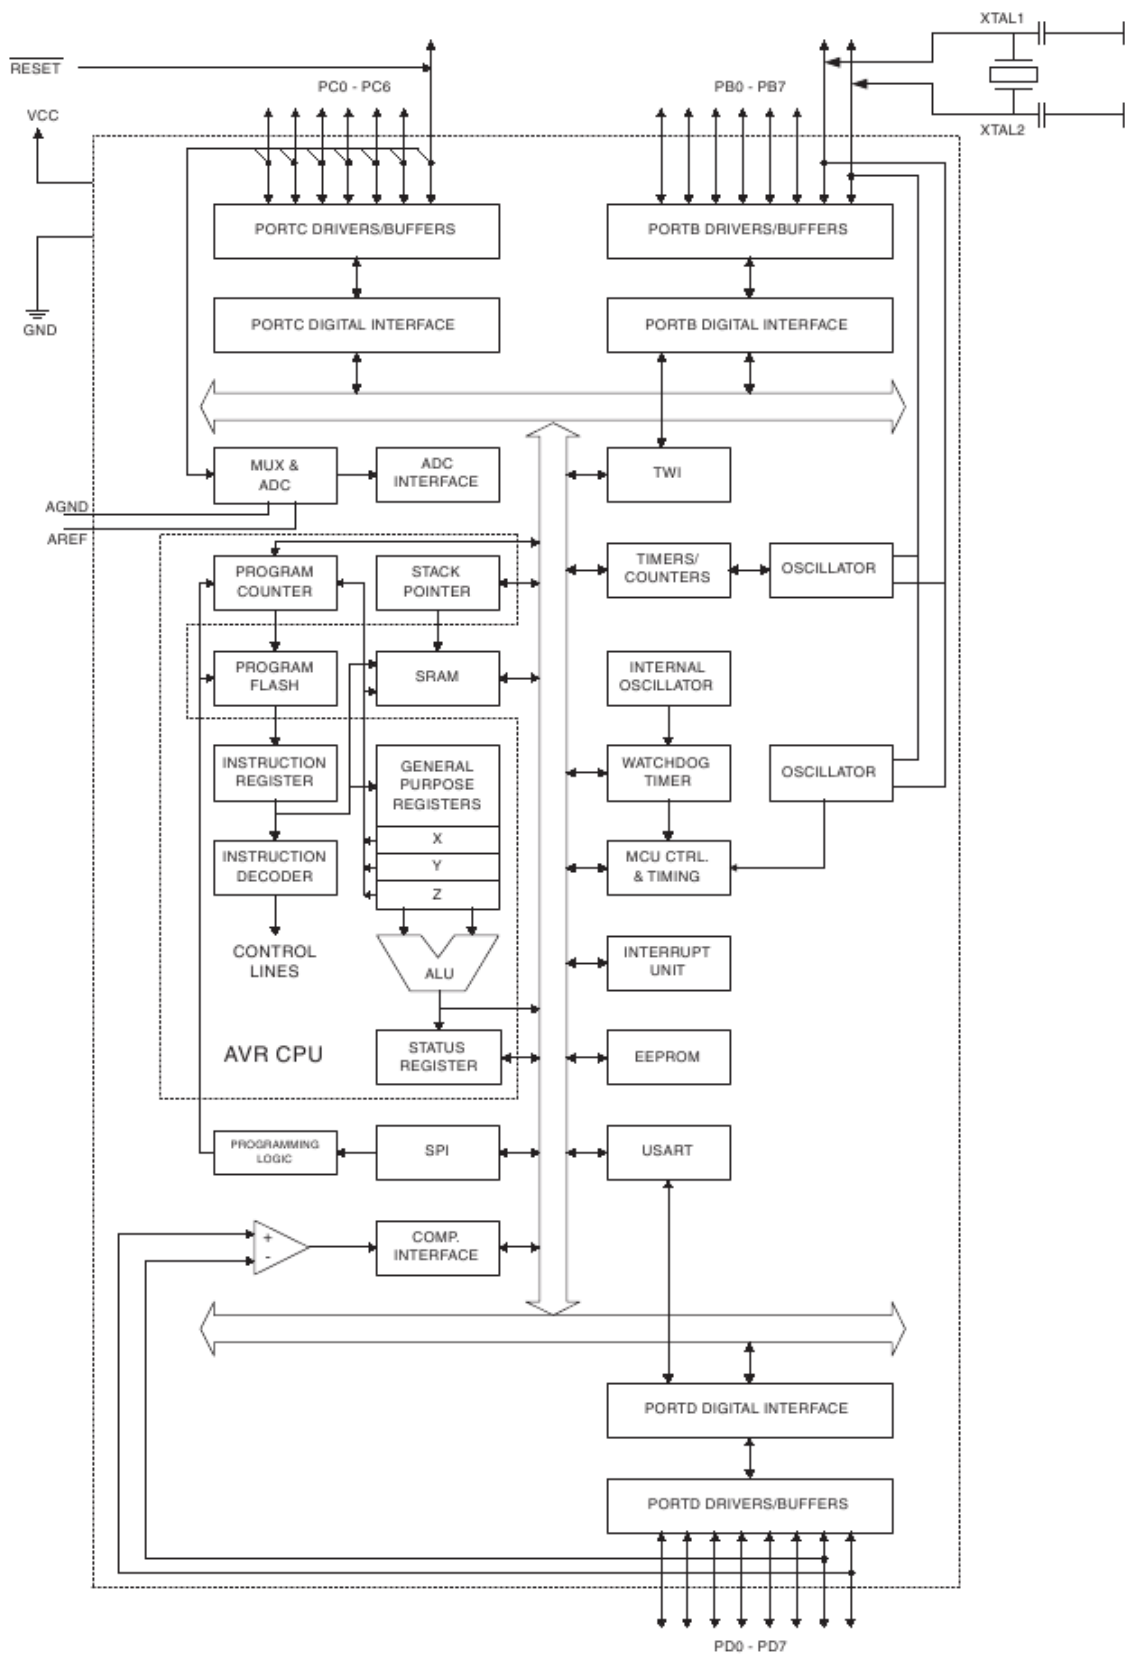 XTAL1
RESET
PC0 - PC6
PB0 - PB7
VCC
XTAL2
PORTC DRIVERS/BUFFERS
PORTB DRIVERS/BUFFERS
GND
PORTC DIGITAL INTERFACE
PORTB DIGITAL INTERFACE
MUX &
ADC
ADC
INTERFACE
TWI
AGND
AREF
PROGRAM
COUNTER
STACK
POINTER
TIMERS/
COUNTERS
OSCILLATOR
PROGRAM
FLASH
SRAM
INTERNAL
OSCILLATOR
INSTRUCTION
REGISTER
GENERAL
PURPOSE
REGISTERS
WATCHDOG
TIMER
OSCILLATOR
X
INSTRUCTION
DECODER
Y
MCU CTRL.
& TIMING
Z
CONTROL
LINES
ALU
INTERRUPT
UNIT
AVR CPU
STATUS
REGISTER
EEPROM
PROGRAMMING
LOGIC
SPI
USART
+
-
COMP.
INTERFACE
PORTD DIGITAL INTERFACE
PORTD DRIVERS/BUFFERS
PD0 - PD7